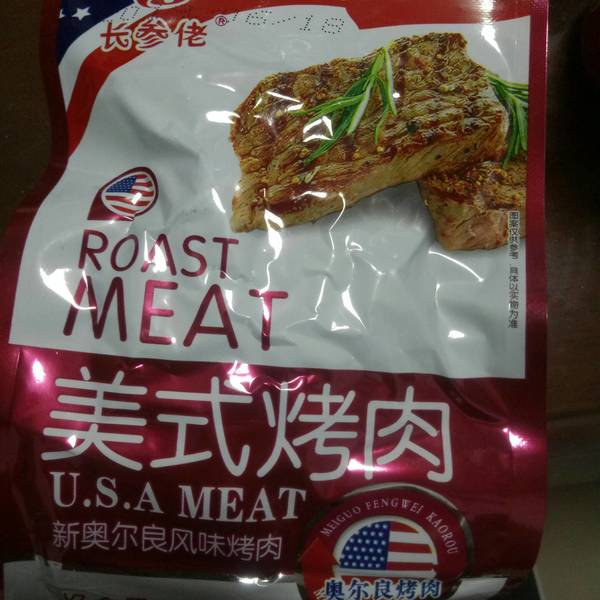 16/18
长参佬®
图案仅供参考 具体以实物为准
ROAST
MEAT
美式烤肉
U.S.A MEAT
新奥尔良风味烤肉
MEIGUO FENGWEI KAOROU
奥尔良烤肉